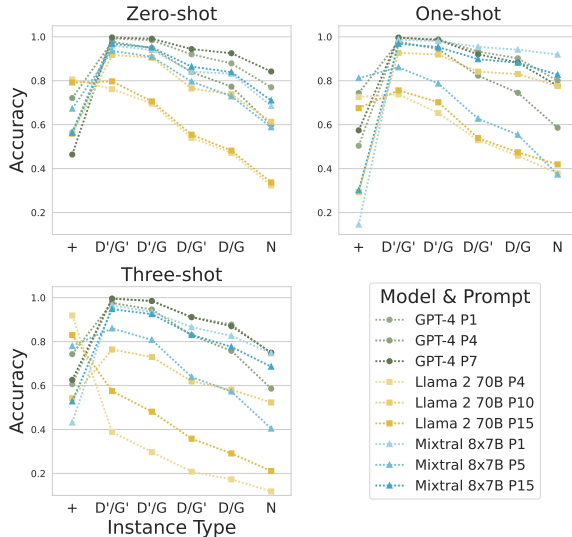 Zero-shot
One-shot
Accuracy
1.0
0.8
0.6
0.4
0.2
+ D'/G' D'/G D/G' D/G N
1.0
0.8
0.6
0.4
0.2
+ D'/G' D'/G D/G' D/G N
Three-shot
Accuracy
1.0
0.8
0.6
0.4
0.2
+ D'/G' D'/G D/G' D/G N
Instance Type
Model & Prompt
GPT-4 P1
GPT-4 P4
GPT-4 P7
Llama 2 70B P4
Llama 2 70B P10
Llama 2 70B P15
Mixtral 8x7B P1
Mixtral 8x7B P5
Mixtral 8x7B P15